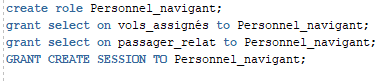 create role Personnel_navigant;
grant select on vols_assignés to Personnel_navigant;
grant select on passager_relat to Personnel_navigant;
GRANT CREATE SESSION TO Personnel_navigant;